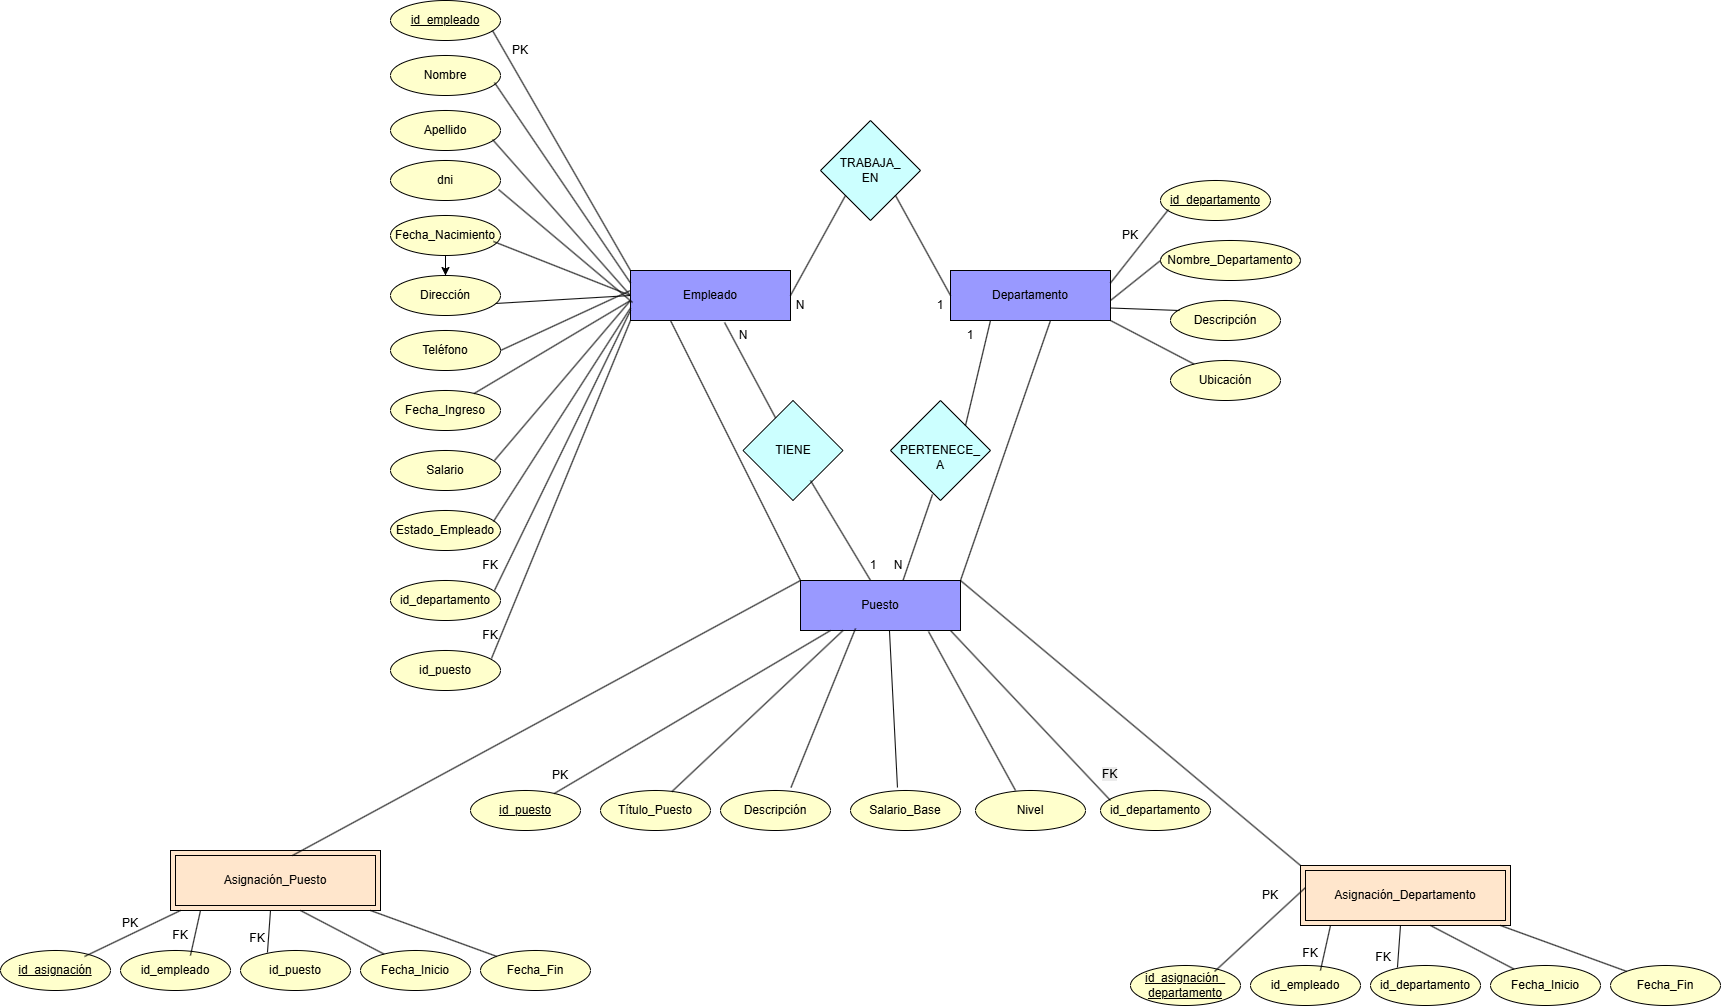 id_empleado
PK
Nombre
Apellido
dni
Fecha_Nacimiento
Dirección
Teléfono
Fecha_Ingreso
Salario
Estado_Empleado
FK
id_departamento
FK
id_puesto
Empleado
N
N
TRABAJA_
EN
1
Departamento
1
PK
id_departamento
Nombre_Departamento
Descripción
Ubicación
TIENE
PERTENECE_
A
1
N
Puesto
PK
id_puesto
Título_Puesto
Descripción
Salario_Base
Nivel
FK
id_departamento
Asignación_Puesto
PK
FK
FK
id_asignación
id_empleado
id_puesto
Fecha_Inicio
Fecha_Fin
Asignación_Departamento
PK
FK
FK
id_asignación_
departamento
id_empleado
id_departamento
Fecha_Inicio
Fecha_Fin